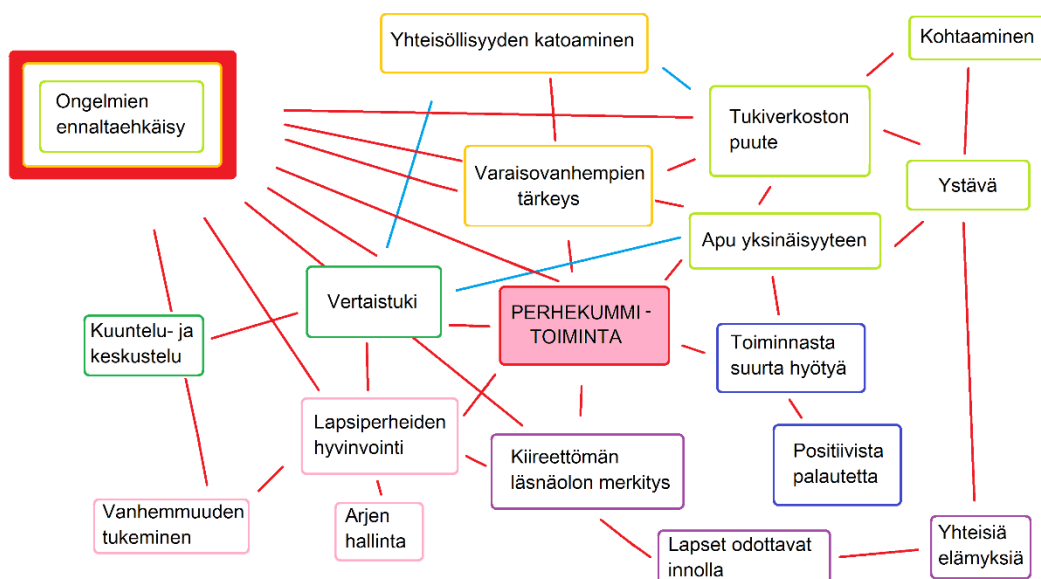 Yhteisöllisyyden katoaminen
Kohtaaminen
Ongelmien
ennaltaehkäisy
Tukiverkoston
puute
Varaisovanhempien
tärkeys
Ystävä
Apu yksinäisyyteen
Vertaistuki
PERHEKUMMI -
TOIMINTA
Kuuntelu- ja
keskustelu
Toiminnasta
suurta hyötyä
Lapsiperheiden
hyvinvointi
Kiireettömän
läsnäolon merkitys
Positiivista
palautetta
Vanhemmuuden
tukeminen
Arjen
hallinta
Lapset odottavat
innolla
Yhteisiä
elämyksiä